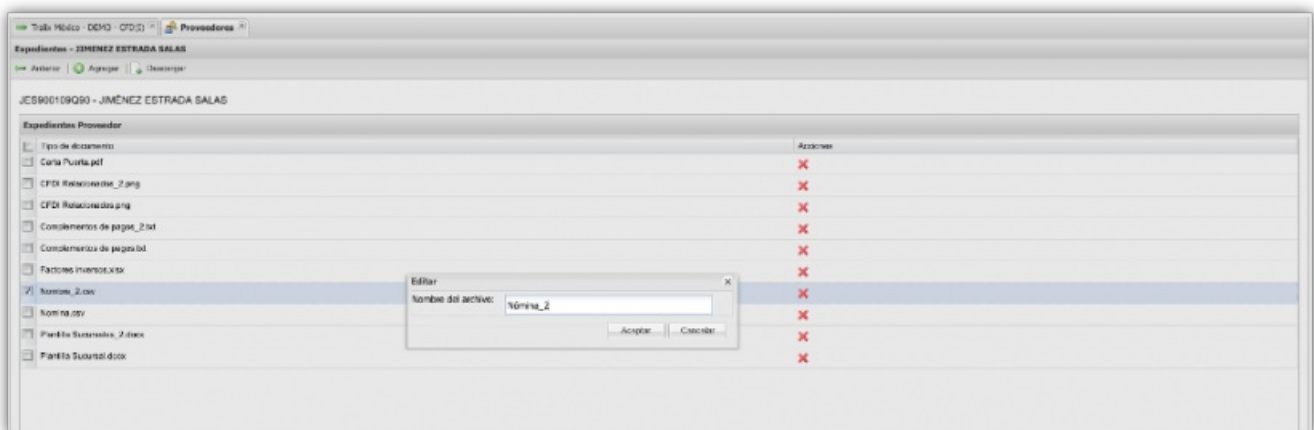 Tralix México - DEMO - CFD(I)
Proveedores
Expedientes - JIMENEZ ESTRADA SALAS
Anterior
Agregar
Descargar
JES900109Q90 - JIMÉNEZ ESTRADA SALAS
Expedientes Proveedor
Tipo de documento Acciones
Carta Puerta.pdf
CFDI Relacionados_2.png
CFDI Relacionados.png
Complementos de pagos_2.txt
Complementos de pagos.txt
Factores inversos.xlsx
Nombre_2.csv
Nomina.csv
Plantilla Sucursales_2.docx
Plantilla Sucursal.docx
Editar
Nombre del archivo: Nómina_2
Aceptar Cancelar